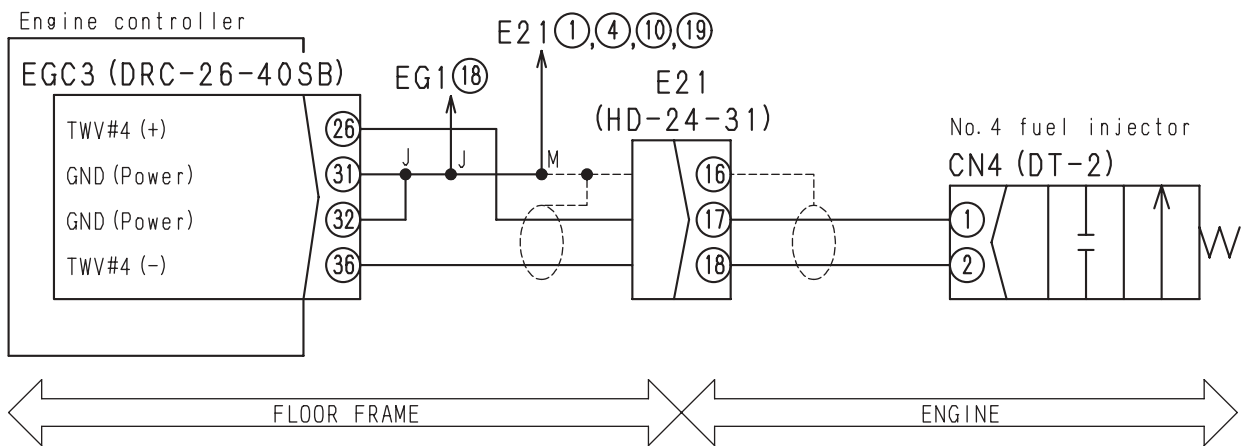 Engine controller
EGC3 (DRC-26-40SB)
EG1 18
E21 1, 4, 10, 19
E21
(HD-24-31)
No. 4 fuel injector
CN4 (DT-2)
TWV#4 (+) 26
GND (Power) 31
GND (Power) 32
TWV#4 (-) 36
J
J
M
16
17
18
1
2
FLOOR FRAME
ENGINE